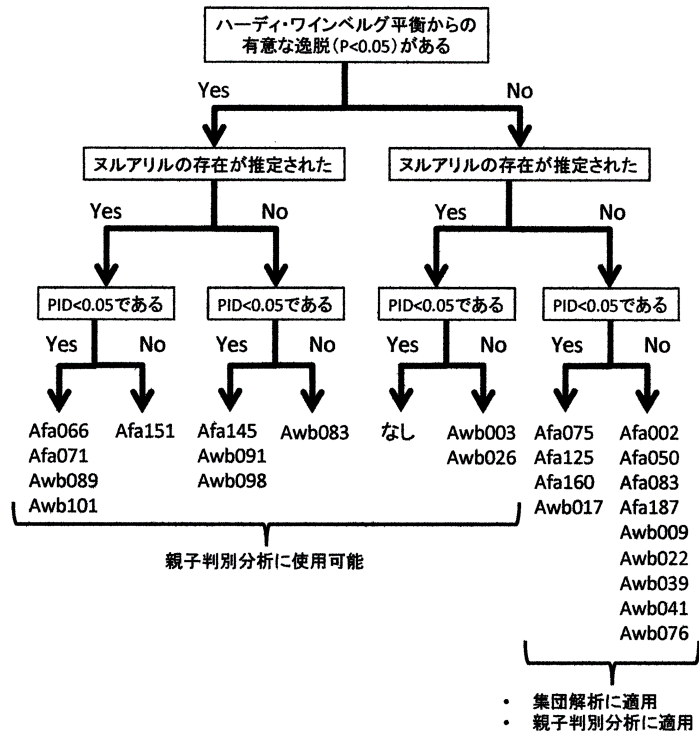 ハーディ・ワインベルグ平衡からの
有意な逸脱(P<0.05)がある
Yes
No
ヌルアリルの存在が推定された
ヌルアリルの存在が推定された
Yes
No
Yes
No
PID<0.05である
PID<0.05である
PID<0.05である
PID<0.05である
Yes
No
Yes
No
Yes
No
Yes
No
Afa066
Afa071
Awb089
Awb101
Afa151
Afa145
Awb091
Awb098
Awb083
なし
Awb003
Awb026
Afa075
Afa125
Afa160
Awb017
Afa002
Afa050
Afa083
Afa187
Awb009
Awb022
Awb039
Awb041
Awb076
親子判別分析に使用可能
・ 集団解析に適用
・ 親子判別分析に適用